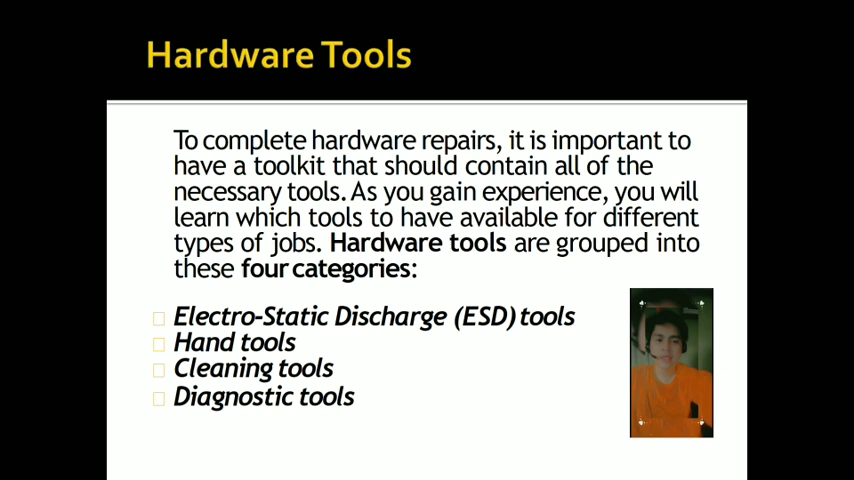 Hardware Tools
To complete hardware repairs, it is important to
have a toolkit that should contain all of the
necessary tools. As you gain experience, you will
learn which tools to have available for different
types of jobs. Hardware tools are grouped into
these four categories:
Electro-Static Discharge (ESD) tools
Hand tools
Cleaning tools
Diagnostic tools